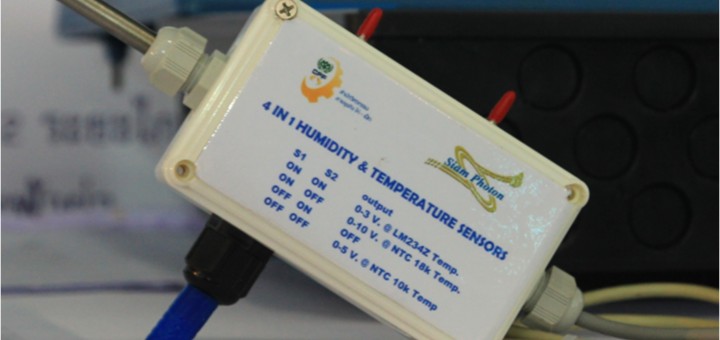 CPF
4 IN 1 HUMIDITY & TEMPERATURE SENSORS
Siam Photon
S1 S2 output
ON ON 0-3 V. @ LM234Z Temp.
ON OFF 0-10 V. @ NTC 18k Temp.
OFF ON OFF
OFF OFF 0-5 V. @ NTC 10k Temp